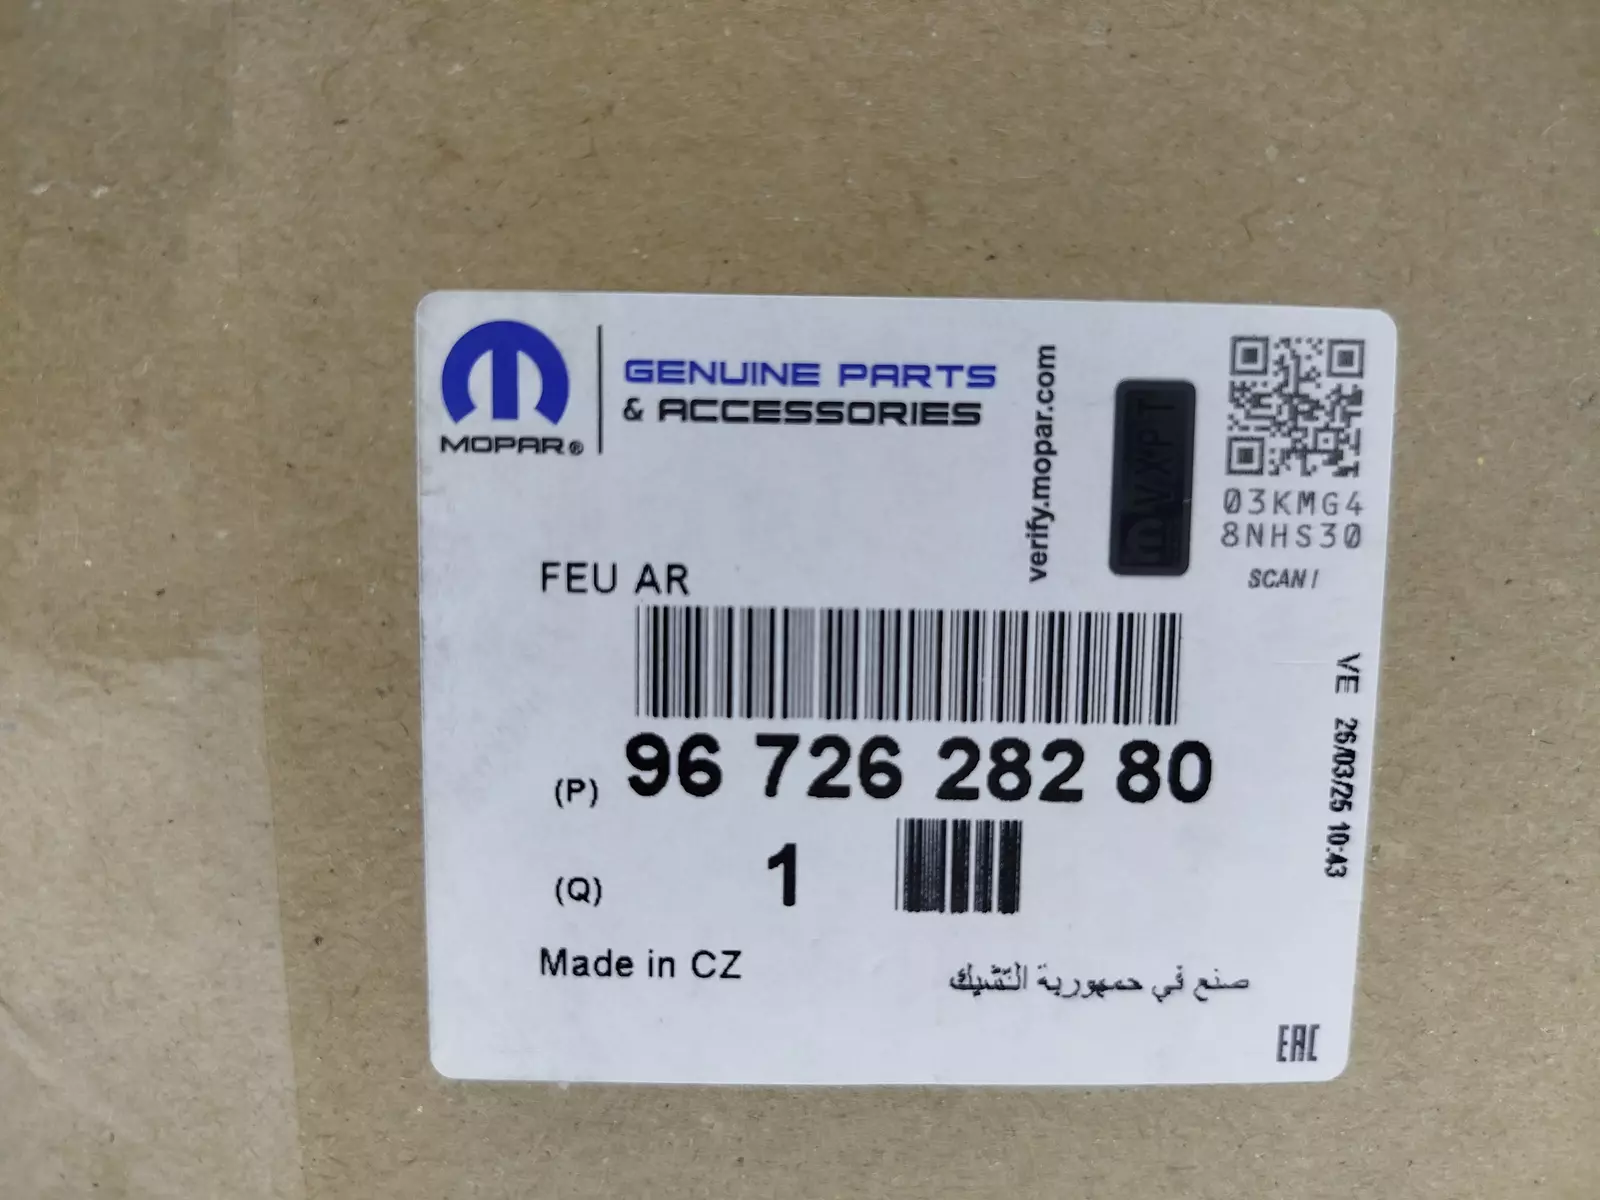 MOPAR®
GENUINE PARTS
& ACCESSORIES
verify.mopar.com
03KMG4
8NHS30
SCAN!
FEU AR
(P) 96 726 282 80
(Q) 1
VE 26/03/25 10:43
Made in CZ
صنع في جمهورية التشيك
EAC